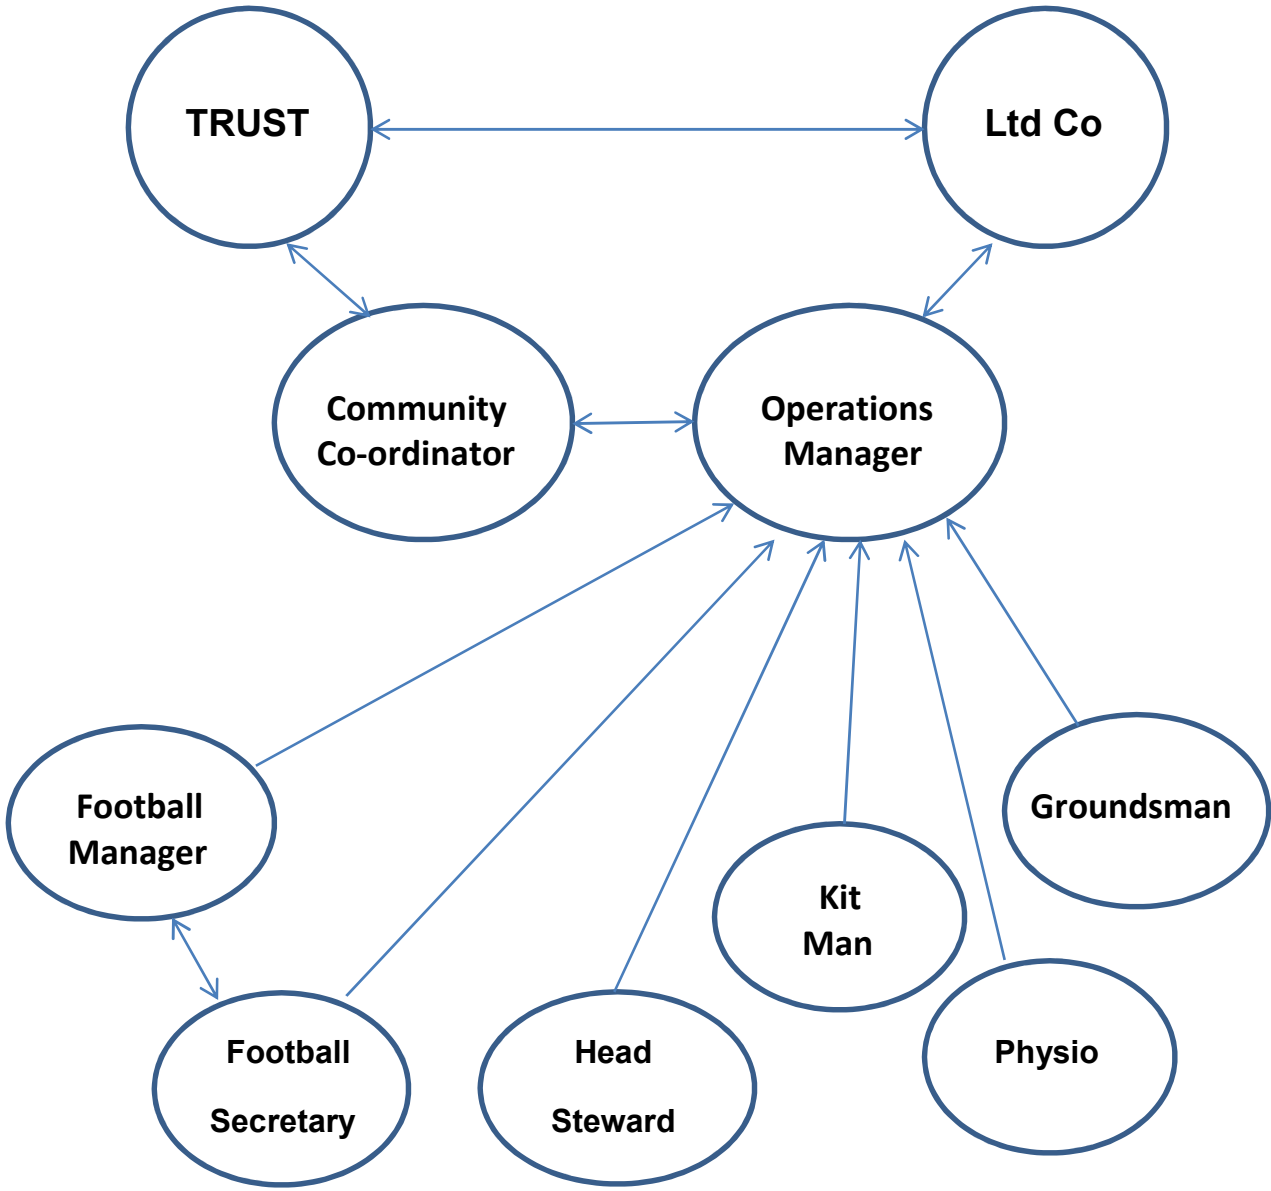 TRUST
Ltd Co
Community
Co-ordinator
Operations
Manager
Football
Manager
Groundsman
Kit
Man
Football
Secretary
Head
Steward
Physio